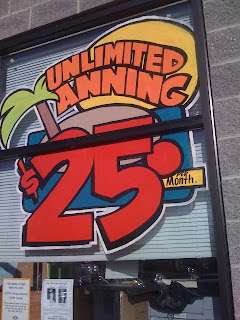 UNLIMITED
ANNING
$25.
per
Month.